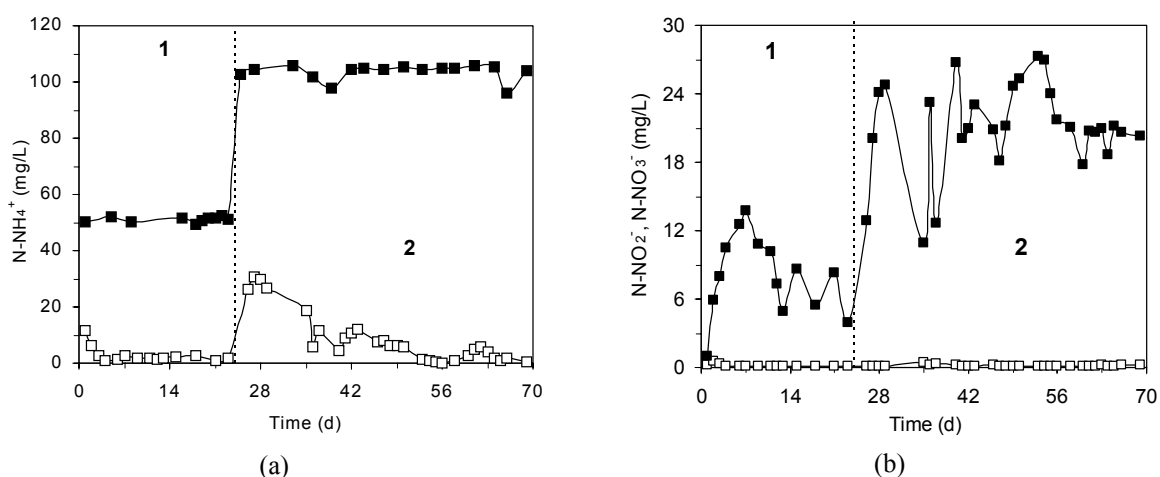 120
100
80
60
40
20
0
N-NH₄⁺ (mg/L)
1
2
0 14 28 42 56 70
Time (d)
(a)
30
24
18
12
6
0
N-NO₂⁻, N-NO₃⁻ (mg/L)
1
2
0 14 28 42 56 70
Time (d)
(b)